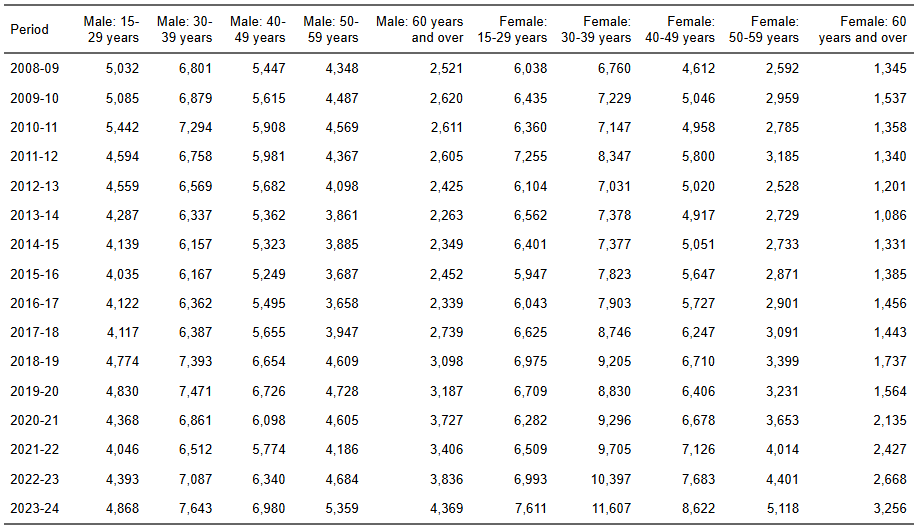 Period Male: 15-29 years Male: 30-39 years Male: 40-49 years Male: 50-59 years Male: 60 years and over Female: 15-29 years Female: 30-39 years Female: 40-49 years Female: 50-59 years Female: 60 years and over
2008-09 5,032 6,801 5,447 4,348 2,521 6,038 6,760 4,612 2,592 1,345
2009-10 5,085 6,879 5,615 4,487 2,620 6,435 7,229 5,046 2,959 1,537
2010-11 5,442 7,294 5,908 4,569 2,611 6,360 7,147 4,958 2,785 1,358
2011-12 4,594 6,758 5,981 4,367 2,605 7,255 8,347 5,800 3,185 1,340
2012-13 4,559 6,569 5,682 4,098 2,425 6,104 7,031 5,020 2,528 1,201
2013-14 4,287 6,337 5,362 3,861 2,263 6,562 7,378 4,917 2,729 1,086
2014-15 4,139 6,157 5,323 3,885 2,349 6,401 7,377 5,051 2,733 1,331
2015-16 4,035 6,167 5,249 3,687 2,452 5,947 7,823 5,647 2,871 1,385
2016-17 4,122 6,362 5,495 3,658 2,339 6,043 7,903 5,727 2,901 1,456
2017-18 4,117 6,387 5,655 3,947 2,739 6,625 8,746 6,247 3,091 1,443
2018-19 4,774 7,393 6,654 4,609 3,098 6,975 9,205 6,710 3,399 1,737
2019-20 4,830 7,471 6,726 4,728 3,187 6,709 8,830 6,406 3,231 1,564
2020-21 4,368 6,861 6,098 4,605 3,727 6,282 9,296 6,678 3,653 2,135
2021-22 4,046 6,512 5,774 4,186 3,406 6,509 9,705 7,126 4,014 2,427
2022-23 4,393 7,087 6,340 4,684 3,836 6,993 10,397 7,683 4,401 2,668
2023-24 4,868 7,643 6,980 5,359 4,369 7,611 11,607 8,622 5,118 3,256